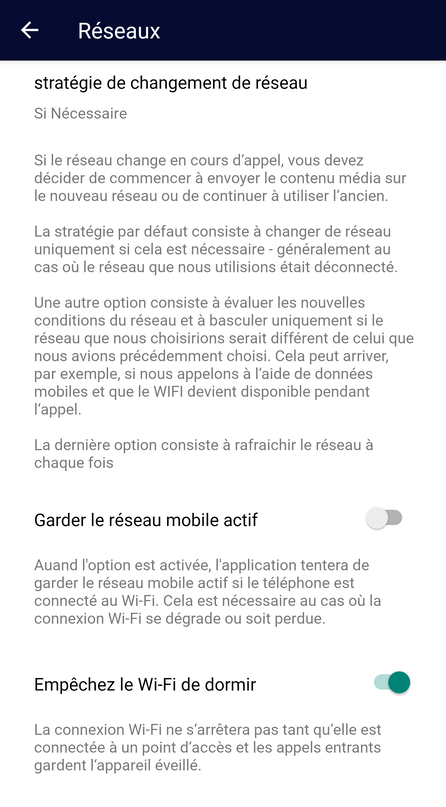 Réseaux
stratégie de changement de réseau
Si Nécessaire
Si le réseau change en cours d'appel, vous devez
décider de commencer à envoyer le contenu média sur
le nouveau réseau ou de continuer à utiliser l'ancien.
La stratégie par défaut consiste à changer de réseau
uniquement si cela est nécessaire - généralement au
cas où le réseau que nous utilisions était déconnecté.
Une autre option consiste à évaluer les nouvelles
conditions du réseau et à basculer uniquement si le
réseau que nous choisirions serait différent de celui que
nous avions précédemment choisi. Cela peut arriver,
par exemple, si nous appelons à l'aide de données
mobiles et que le WIFI devient disponible pendant
l'appel.
La dernière option consiste à rafraichir le réseau à
chaque fois
Garder le réseau mobile actif
Auand l'option est activée, l'application tentera de
garder le réseau mobile actif si le téléphone est
connecté au Wi-Fi. Cela est nécessaire au cas où la
connexion Wi-Fi se dégrade ou soit perdue.
Empêchez le Wi-Fi de dormir
La connexion Wi-Fi ne s'arrêtera pas tant qu'elle est
connectée à un point d'accès et les appels entrants
gardent l'appareil éveillé.